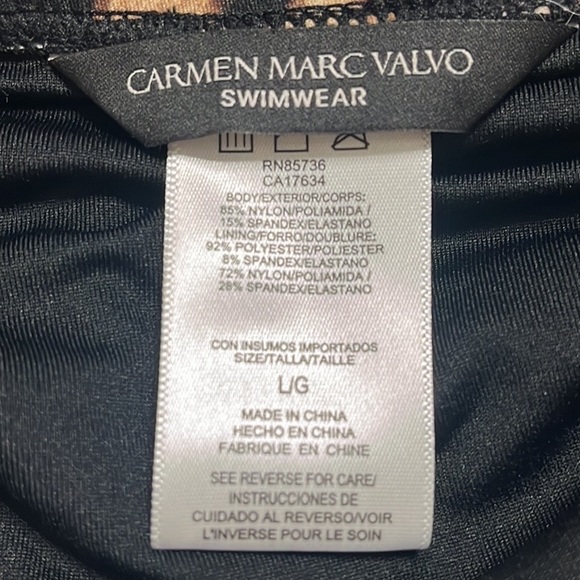 CARMEN MARC VALVO
SWIMWEAR
RN85736
CA17634
BODY/EXTERIOR/CORPS:
85% NYLON/POLIAMIDA /
15% SPANDEX/ELASTANO
LINING/FORRO/DOUBLURE:
92% POLYESTER/POLIESTER
8% SPANDEX/ELASTANO
72% NYLON/POLIAMIDA /
28% SPANDEX/ELASTANO
CON INSUMOS IMPORTADOS
SIZE/TALLA/TAILLE
L/G
MADE IN CHINA
HECHO EN CHINA
FABRIQUE EN CHINE
SEE REVERSE FOR CARE/
INSTRUCCIONES DE
CUIDADO AL REVERSO/VOIR
L'INVERSE POUR LE SOIN